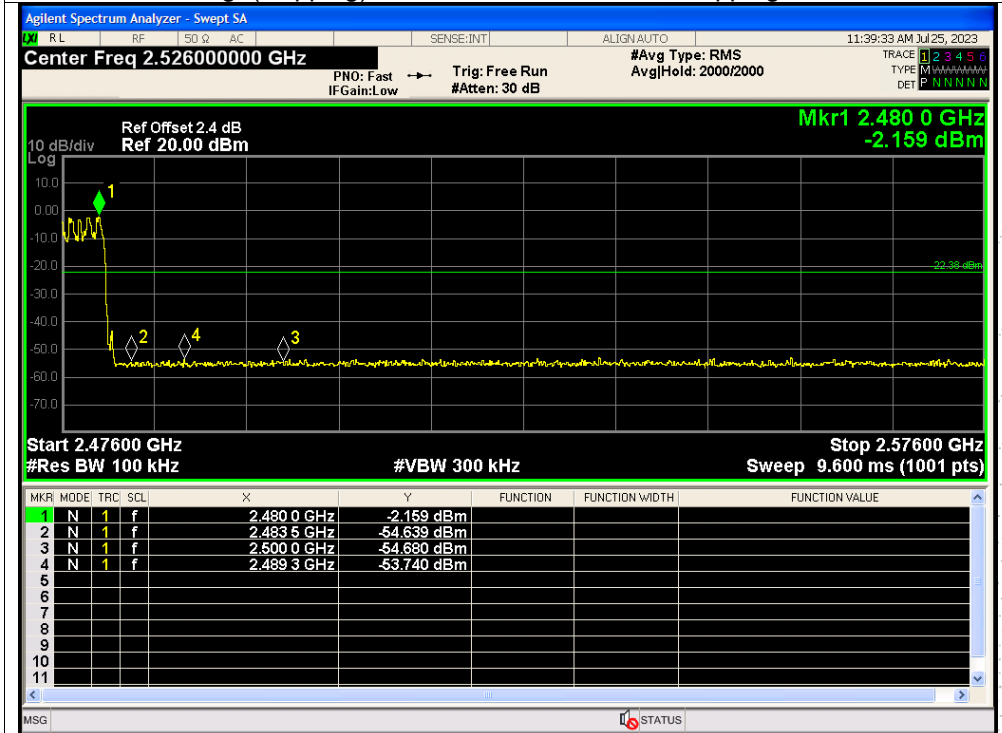 Agilent Spectrum Analyzer - Swept SA
LXI RL RF 50 Ω AC SENSE:INT ALIGN AUTO 11:39:33 AM Jul 25, 2023
Center Freq 2.526000000 GHz
PNO: Fast
IFGain:Low
Trig: Free Run
#Atten: 30 dB
#Avg Type: RMS
Avg|Hold: 2000/2000
TRACE 1 2 3 4 5 6
TYPE M
DET P N N N N N
Mkr1 2.480 0 GHz
-2.159 dBm
Ref Offset 2.4 dB
10 dB/div Ref 20.00 dBm
Log
10.0
1
0.00
-10.0
-20.0
-22.38 dBm
-30.0
-40.0
2 4 3
-50.0
-60.0
-70.0
Start 2.47600 GHz Stop 2.57600 GHz
#Res BW 100 kHz #VBW 300 kHz Sweep 9.600 ms (1001 pts)
MKR MODE TRC SCL X Y FUNCTION FUNCTION WIDTH FUNCTION VALUE
1 N 1 f 2.480 0 GHz -2.159 dBm
2 N 1 f 2.483 5 GHz -54.639 dBm
3 N 1 f 2.500 0 GHz -54.680 dBm
4 N 1 f 2.489 3 GHz -53.740 dBm
5
6
7
8
9
10
11
MSG STATUS